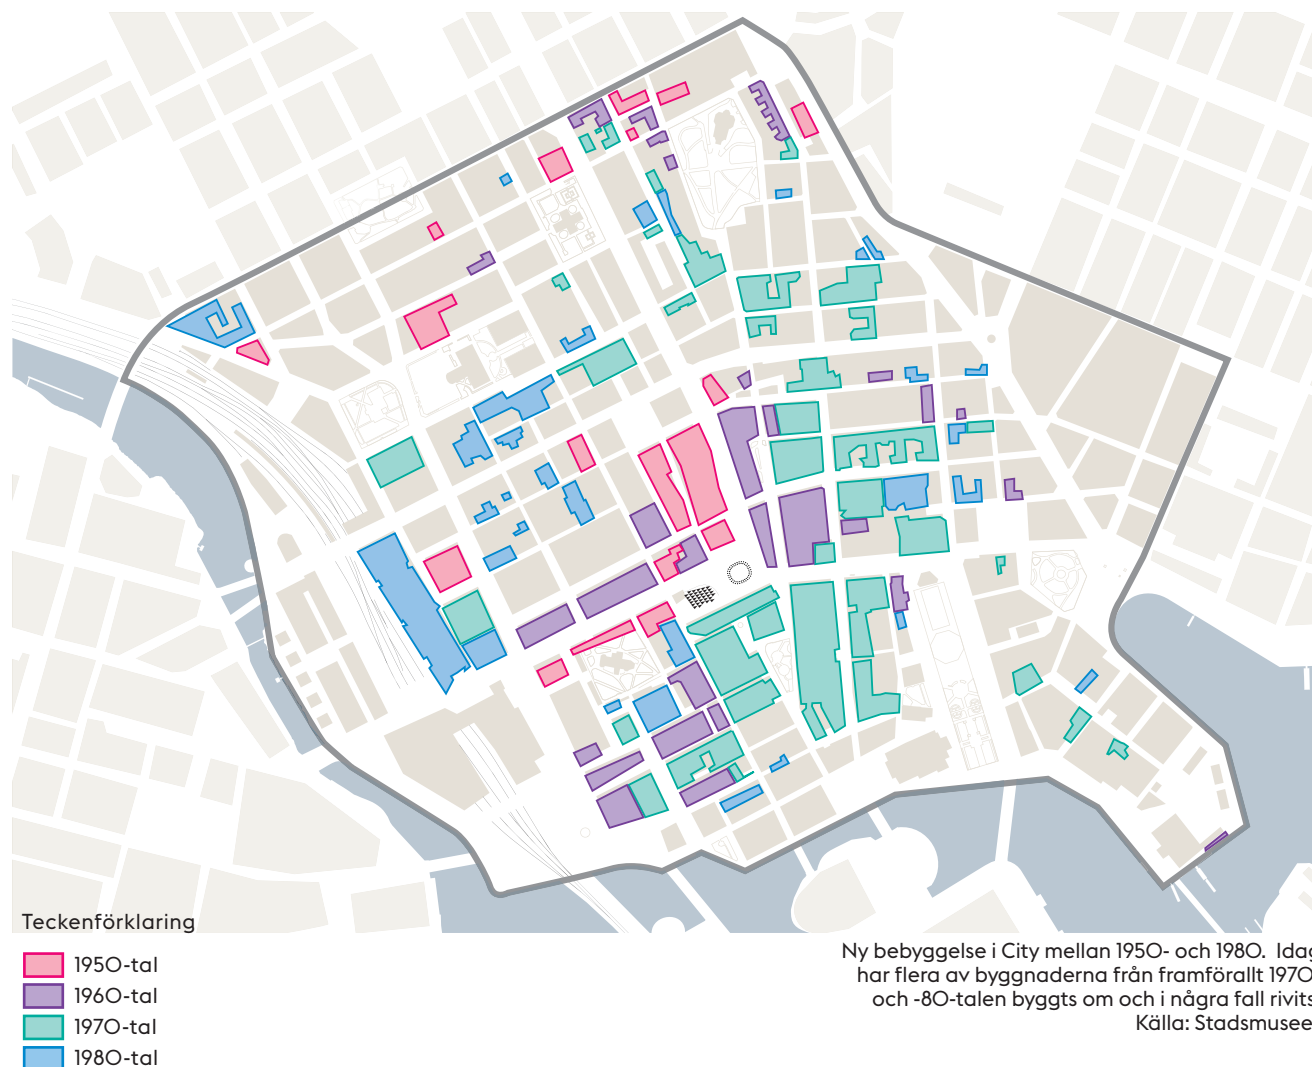 Teckenförklaring
1950-tal
1960-tal
1970-tal
1980-tal
Ny bebyggelse i City mellan 1950- och 1980. Idag
har flera av byggnaderna från framförallt 1970
och -80-talen byggts om och i några fall rivits
Källa: Stadsmusee